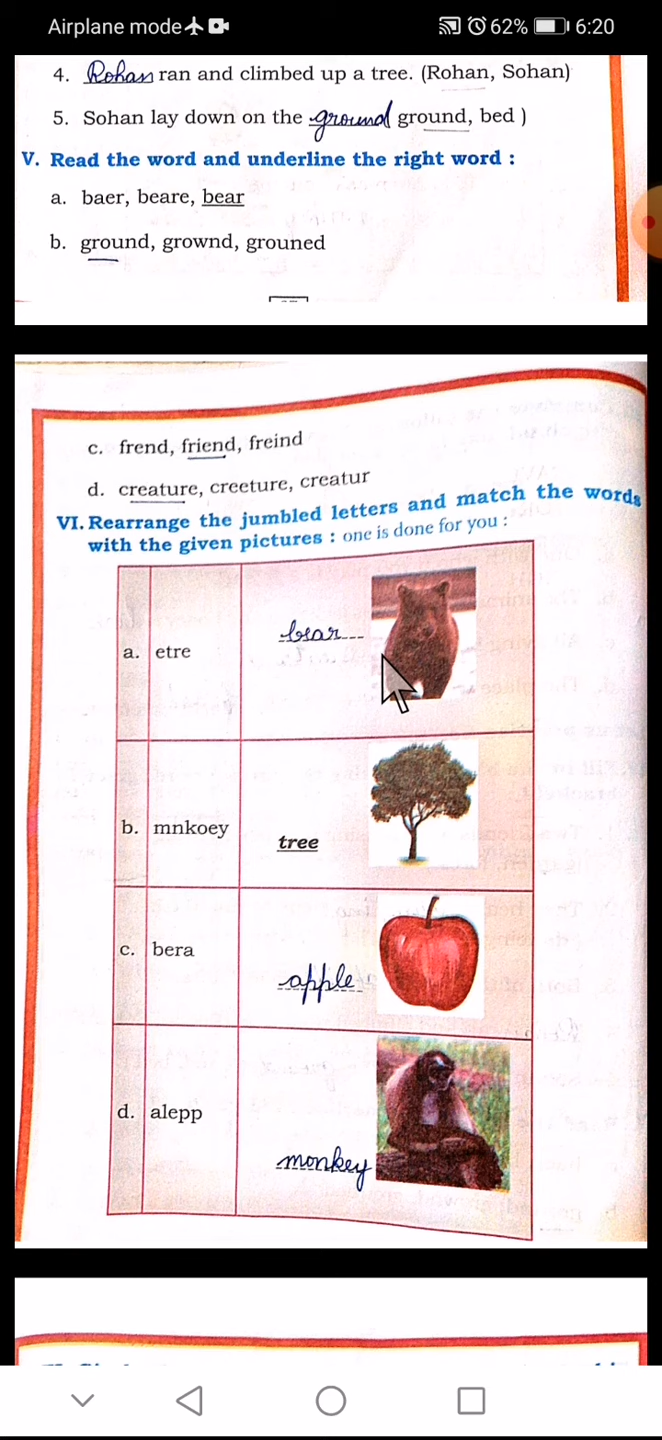 Airplane mode 62% 6:20
4. Rohan ran and climbed up a tree. (Rohan, Sohan)
5. Sohan lay down on the ground ground, bed )
V. Read the word and underline the right word :
a. baer, beare, bear
b. ground, grownd, grouned
c. frend, friend, freind
d. creature, creeture, creatur
VI. Rearrange the jumbled letters and match the words
with the given pictures : one is done for you :
a. etre bear
b. mnkoey tree
c. bera apple
d. alepp monkey